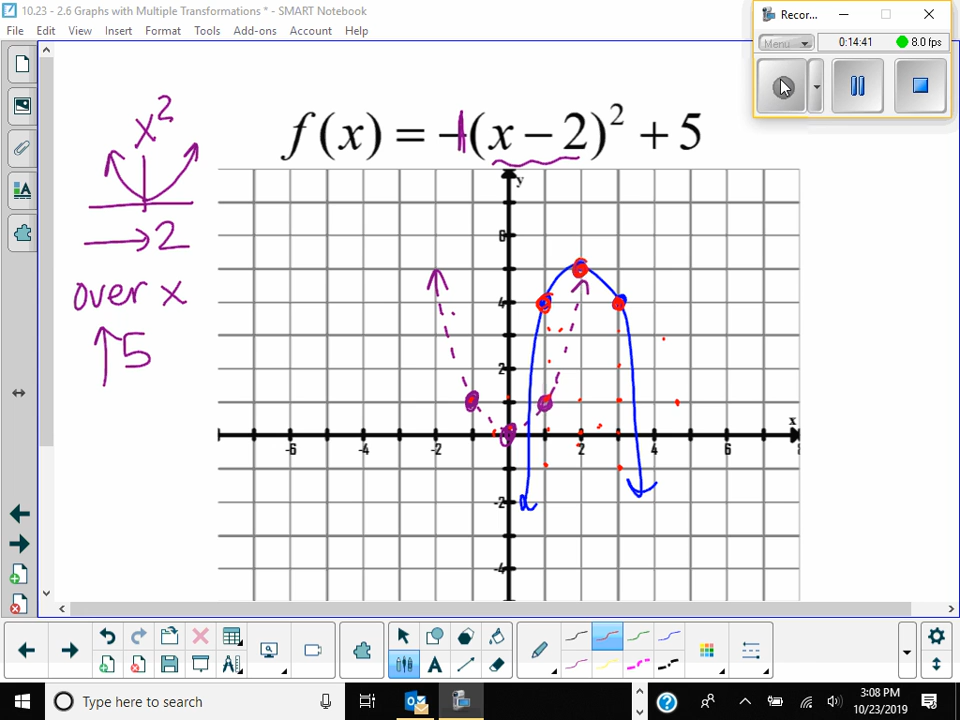 10.23 - 2.6 Graphs with Multiple Transformations * - SMART Notebook
Recor...
File Edit View Insert Format Tools Add-ons Account Help
Menu 0:14:41 8.0 fps
x²
f(x) = -1(x - 2)² + 5
→2
over x
↑5
y
x
8
4
2
-6 -2 2 4 6 8
-2
-4
A
A
Type here to search
3:08 PM
10/23/2019